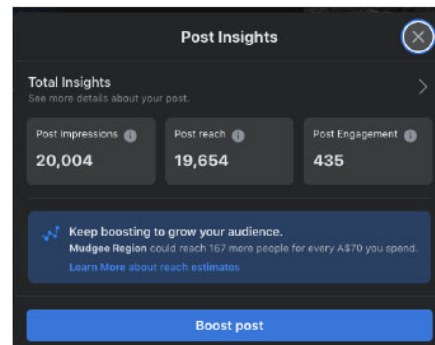 Post Insights
Total Insights
See more details about your post.
Post Impressions Post reach Post Engagement
20,004 19,654 435
Keep boosting to grow your audience.
Mudgee Region could reach 167 more people for every A$70 you spend.
Learn More about reach estimates
Boost post